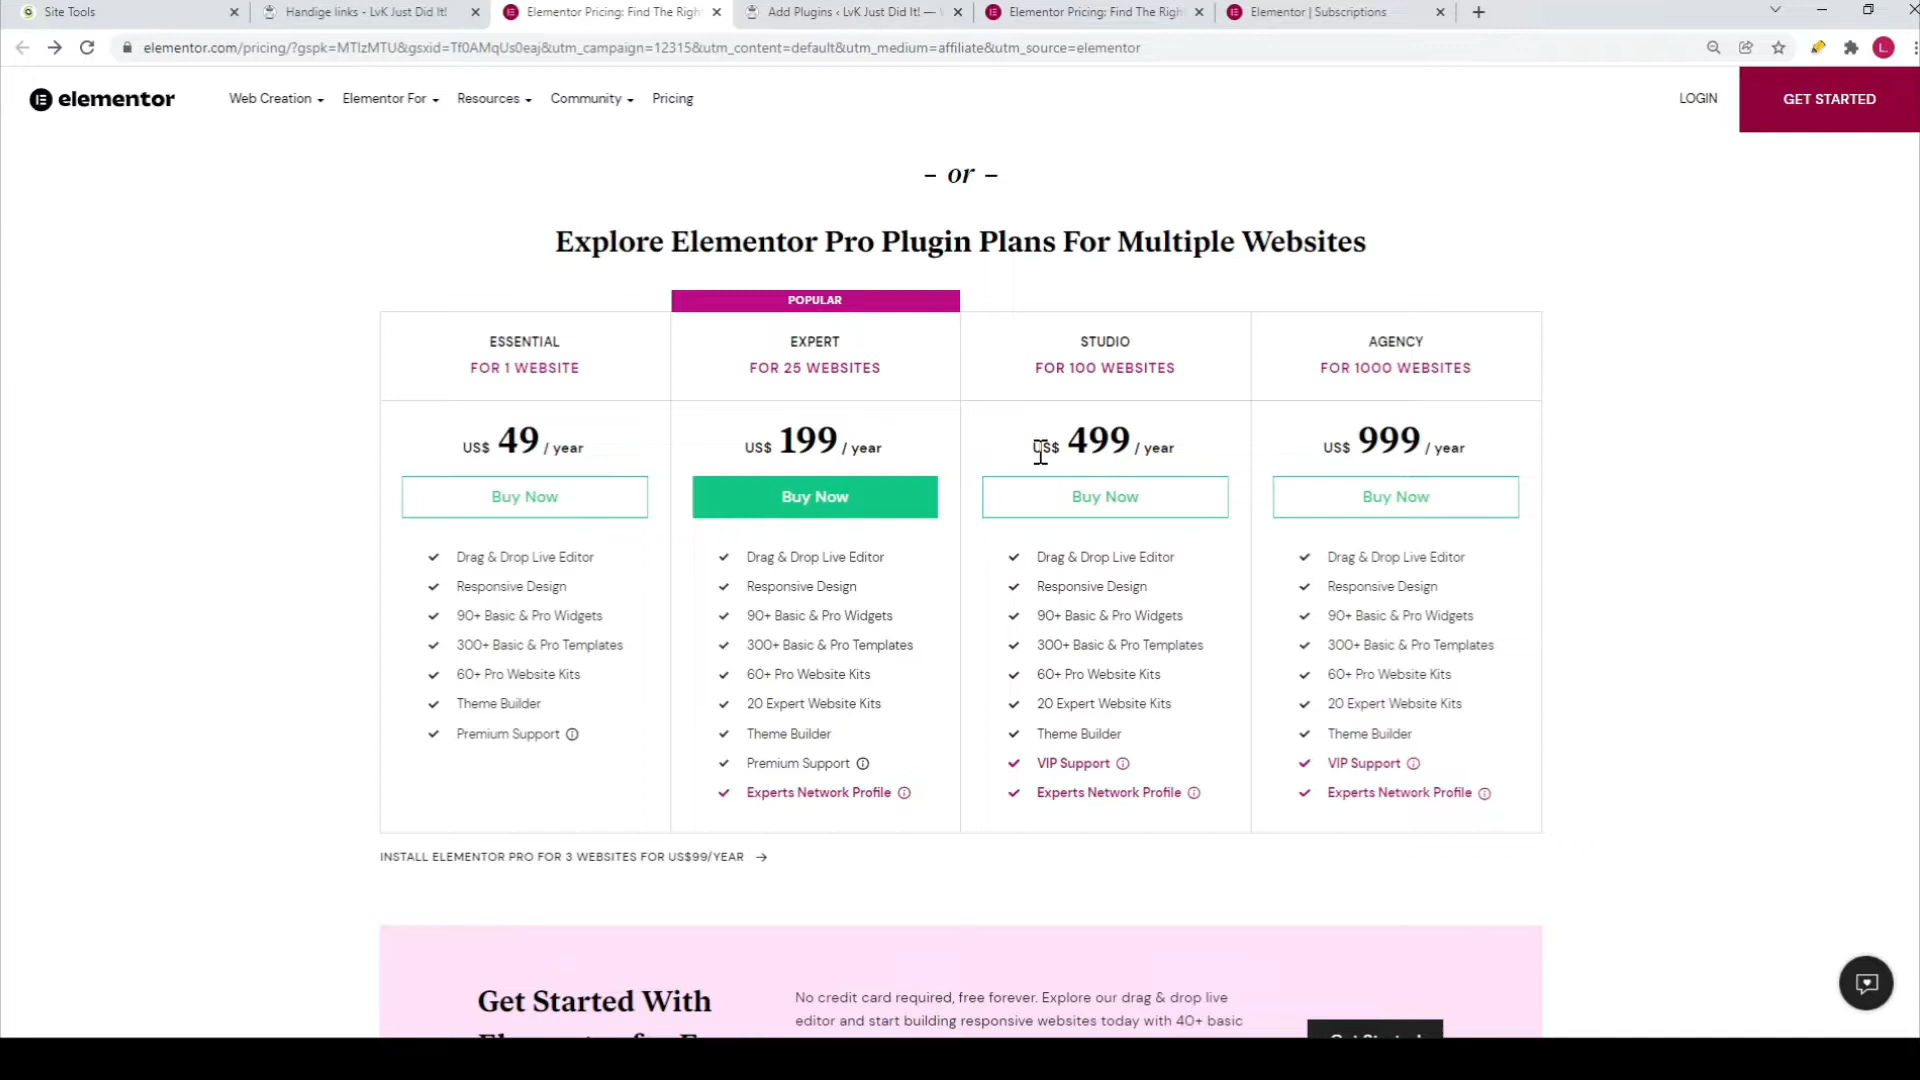 Site Tools
Handige links - LvK Just Did It!
Elementor Pricing: Find The Righ
Add Plugins ‹ LvK Just Did It! —
Elementor Pricing: Find The Righ
Elementor | Subscriptions
elementor.com/pricing/?gspk=MTIzMTU&gsxid=Tf0AMqUs0eaj&utm_campaign=12315&utm_content=default&utm_medium=affiliate&utm_source=elementor
L
elementor
Web Creation
Elementor For
Resources
Community
Pricing
LOGIN
GET STARTED
- or -
Explore Elementor Pro Plugin Plans For Multiple Websites
POPULAR
ESSENTIAL
FOR 1 WEBSITE
US$ 49 / year
Buy Now
Drag & Drop Live Editor
Responsive Design
90+ Basic & Pro Widgets
300+ Basic & Pro Templates
60+ Pro Website Kits
Theme Builder
Premium Support
EXPERT
FOR 25 WEBSITES
US$ 199 / year
Buy Now
Drag & Drop Live Editor
Responsive Design
90+ Basic & Pro Widgets
300+ Basic & Pro Templates
60+ Pro Website Kits
20 Expert Website Kits
Theme Builder
Premium Support
Experts Network Profile
STUDIO
FOR 100 WEBSITES
US$ 499 / year
Buy Now
Drag & Drop Live Editor
Responsive Design
90+ Basic & Pro Widgets
300+ Basic & Pro Templates
60+ Pro Website Kits
20 Expert Website Kits
Theme Builder
VIP Support
Experts Network Profile
AGENCY
FOR 1000 WEBSITES
US$ 999 / year
Buy Now
Drag & Drop Live Editor
Responsive Design
90+ Basic & Pro Widgets
300+ Basic & Pro Templates
60+ Pro Website Kits
20 Expert Website Kits
Theme Builder
VIP Support
Experts Network Profile
INSTALL ELEMENTOR PRO FOR 3 WEBSITES FOR US$99/YEAR →
Get Started With
No credit card required, free forever. Explore our drag & drop live
editor and start building responsive websites today with 40+ basic